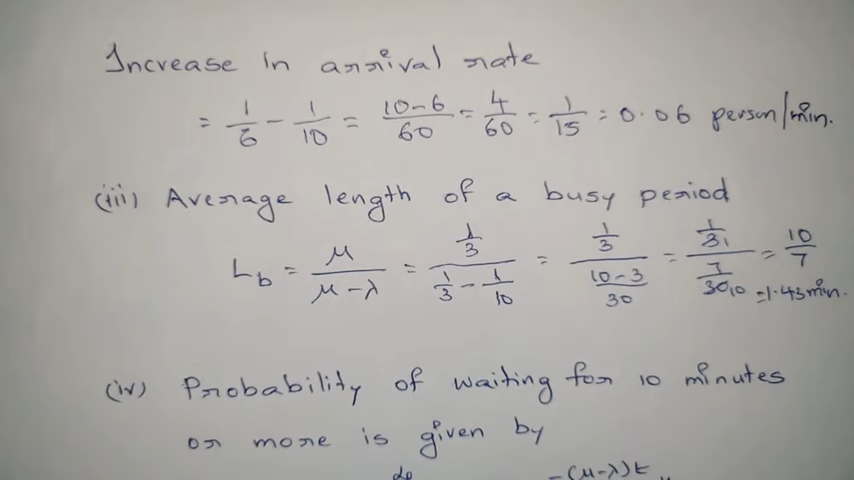 Increase in arrival rate
= 1/6 - 1/10 = (10-6)/60 = 4/60 = 1/15 = 0.06 person/min.
(iii) Average length of a busy period
L_b = μ/(μ-λ) = (1/3)/(1/3 - 1/10) = (1/3)/((10-3)/30) = (1/3 1)/(7/30 10) = 10/7
= 1.43 min.
(iv) Probability of waiting for 10 minutes
or more is given by
∞ -(μ-λ)t